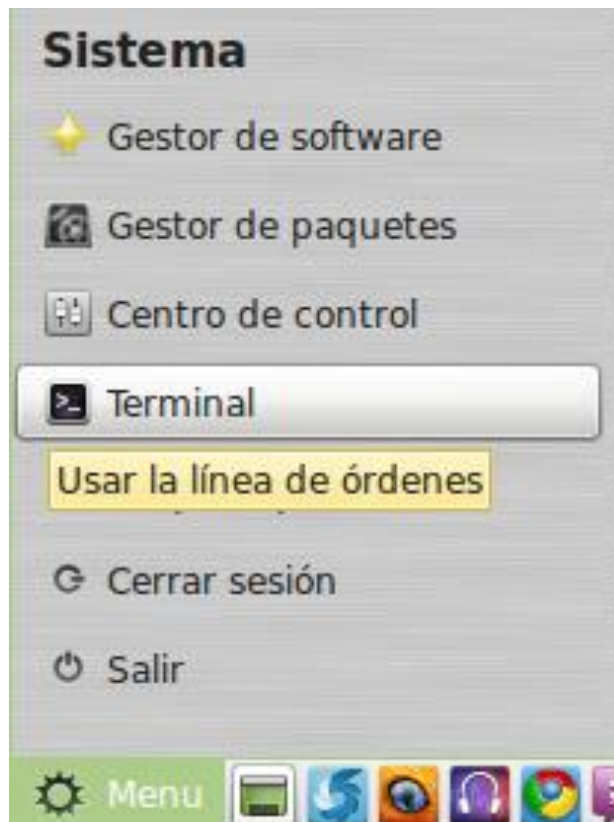 Sistema
Gestor de software
Gestor de paquetes
Centro de control
Terminal
Usar la línea de órdenes
Cerrar sesión
Salir
Menu